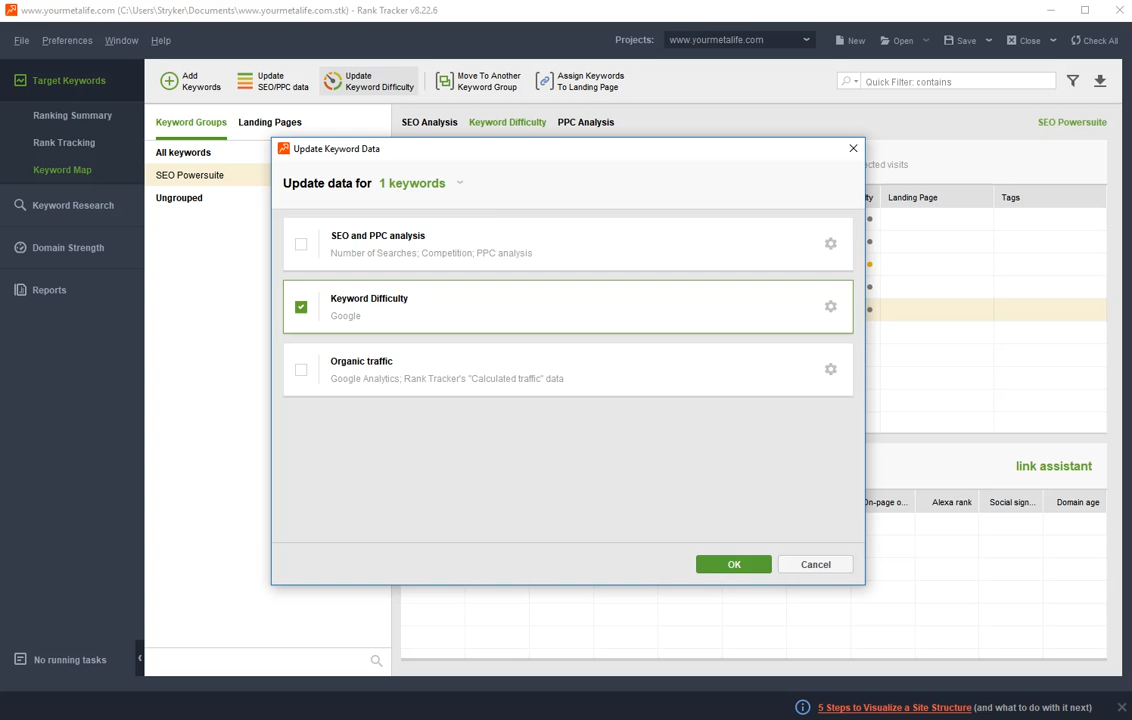 www.yourmetalife.com (C:\Users\Stryker\Documents\www.yourmetalife.com.stk) - Rank Tracker v8.22.6
File Preferences Window Help
Projects: www.yourmetalife.com
New Open Save Close Check All
Target Keywords
Ranking Summary
Rank Tracking
Keyword Map
Keyword Research
Domain Strength
Reports
No running tasks
Add
Keywords
Update
SEO/PPC data
Update
Keyword Difficulty
Move To Another
Keyword Group
Assign Keywords
To Landing Page
Quick Filter: contains
Keyword Groups Landing Pages
All keywords
SEO Powersuite
Ungrouped
SEO Analysis Keyword Difficulty PPC Analysis
SEO Powersuite
visits
Landing Page Tags
Update Keyword Data
Update data for 1 keywords
SEO and PPC analysis
Number of Searches; Competition; PPC analysis
Keyword Difficulty
Google
Organic traffic
Google Analytics; Rank Tracker's "Calculated traffic" data
OK Cancel
link assistant
On-page o... Alexa rank Social sign... Domain age
5 Steps to Visualize a Site Structure (and what to do with it next)